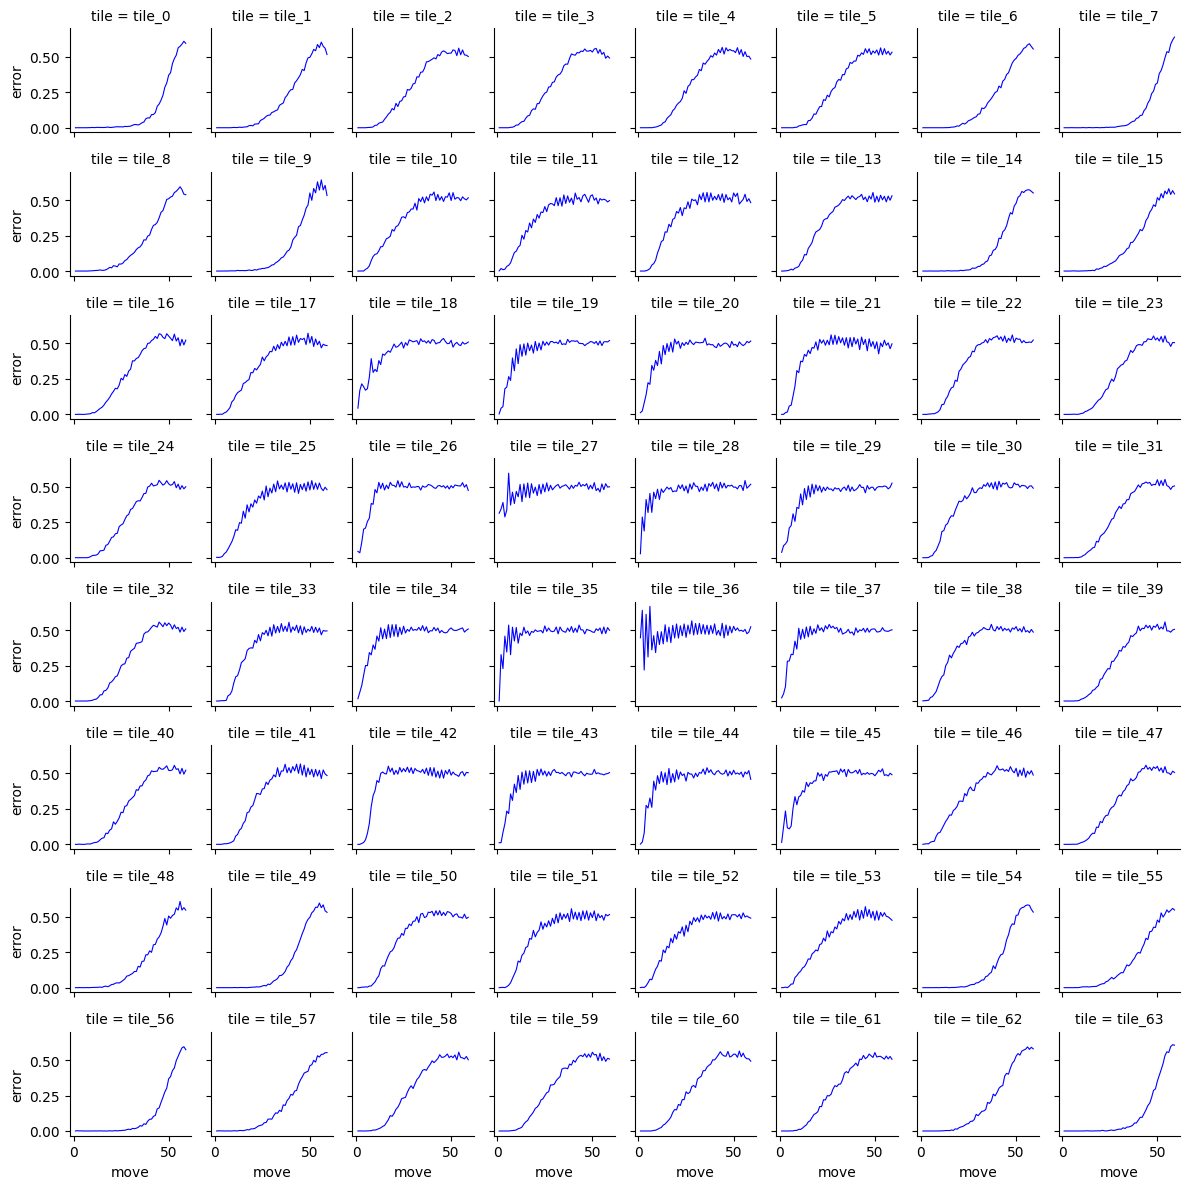 tile = tile_0 tile = tile_1 tile = tile_2 tile = tile_3 tile = tile_4 tile = tile_5 tile = tile_6 tile = tile_7
error
0.50
0.25
0.00
tile = tile_8 tile = tile_9 tile = tile_10 tile = tile_11 tile = tile_12 tile = tile_13 tile = tile_14 tile = tile_15
error
0.50
0.25
0.00
tile = tile_16 tile = tile_17 tile = tile_18 tile = tile_19 tile = tile_20 tile = tile_21 tile = tile_22 tile = tile_23
error
0.50
0.25
0.00
tile = tile_24 tile = tile_25 tile = tile_26 tile = tile_27 tile = tile_28 tile = tile_29 tile = tile_30 tile = tile_31
error
0.50
0.25
0.00
tile = tile_32 tile = tile_33 tile = tile_34 tile = tile_35 tile = tile_36 tile = tile_37 tile = tile_38 tile = tile_39
error
0.50
0.25
0.00
tile = tile_40 tile = tile_41 tile = tile_42 tile = tile_43 tile = tile_44 tile = tile_45 tile = tile_46 tile = tile_47
error
0.50
0.25
0.00
tile = tile_48 tile = tile_49 tile = tile_50 tile = tile_51 tile = tile_52 tile = tile_53 tile = tile_54 tile = tile_55
error
0.50
0.25
0.00
tile = tile_56 tile = tile_57 tile = tile_58 tile = tile_59 tile = tile_60 tile = tile_61 tile = tile_62 tile = tile_63
error
0.50
0.25
0.00
0 50 0 50 0 50 0 50 0 50 0 50 0 50 0 50
move move move move move move move move